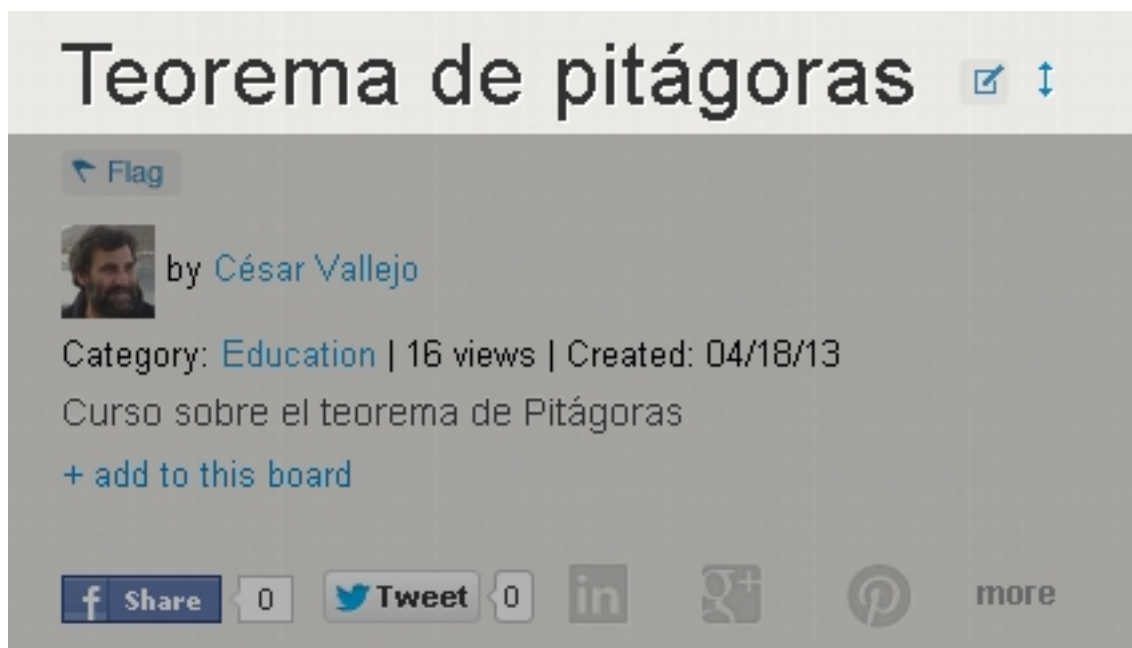 Teorema de pitágoras
Flag
by César Vallejo
Category: Education | 16 views | Created: 04/18/13
Curso sobre el teorema de Pitágoras
+ add to this board
f Share 0 Tweet 0 in g+ more